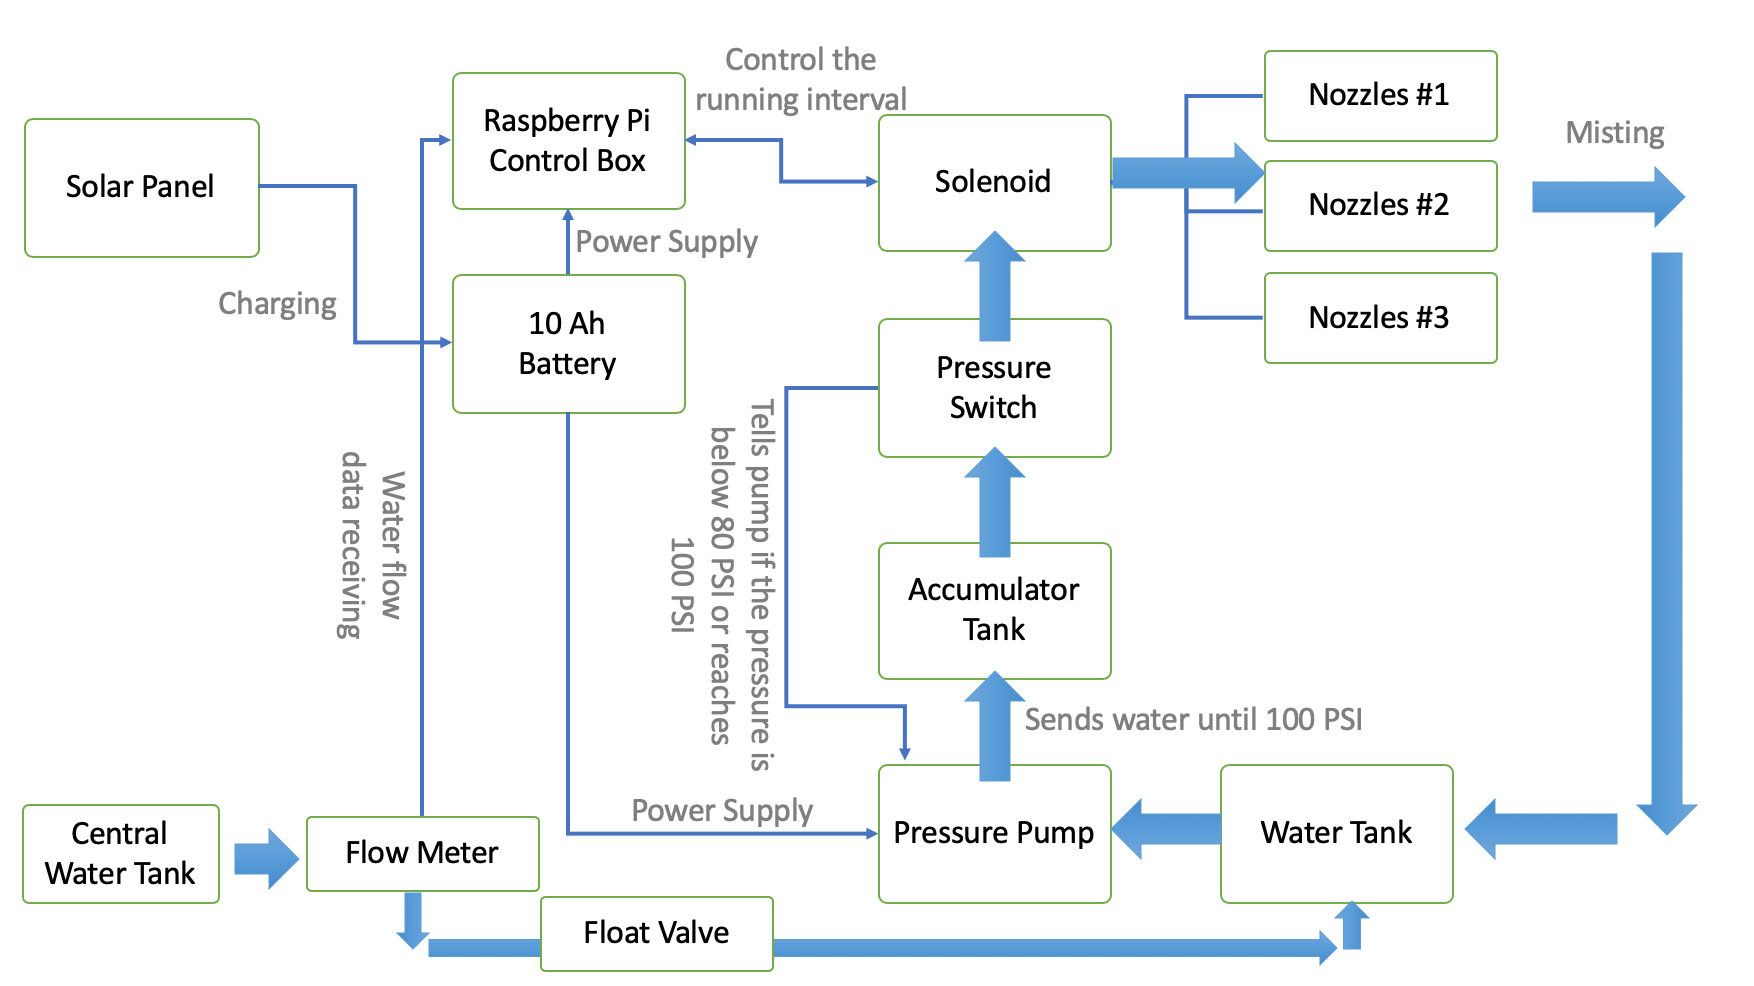 Control the
running interval
Raspberry Pi
Control Box
Solar Panel
Solenoid
Nozzles #1
Nozzles #2
Nozzles #3
Misting
Power Supply
Charging
10 Ah
Battery
Pressure
Switch
Tells pump if the pressure is
below 80 PSI or reaches
100 PSI
Water flow
data receiving
Accumulator
Tank
Sends water until 100 PSI
Power Supply
Pressure Pump
Water Tank
Central
Water Tank
Flow Meter
Float Valve